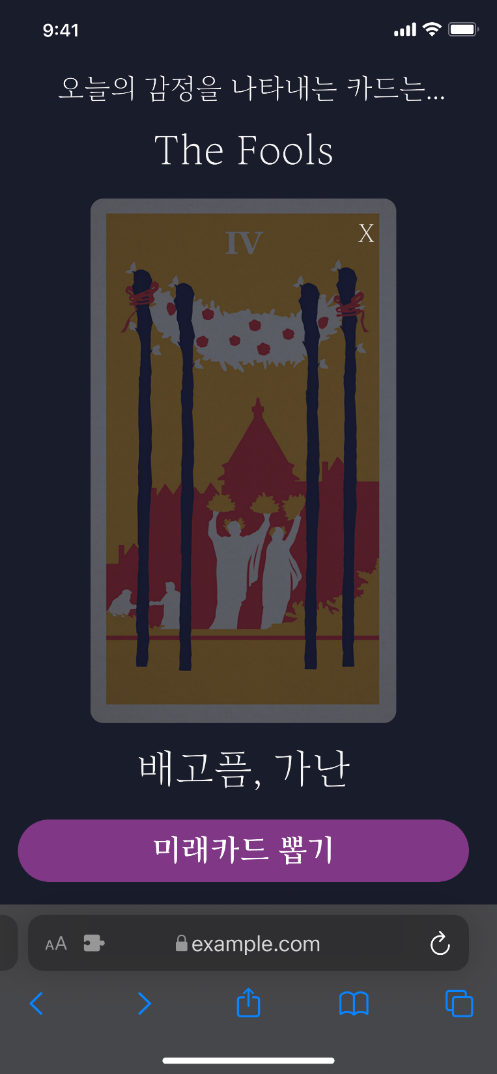 9:41
오늘의 감정을 나타내는 카드는...
The Fools
IV
X
배고픔, 가난
미래카드 뽑기
AA
example.com